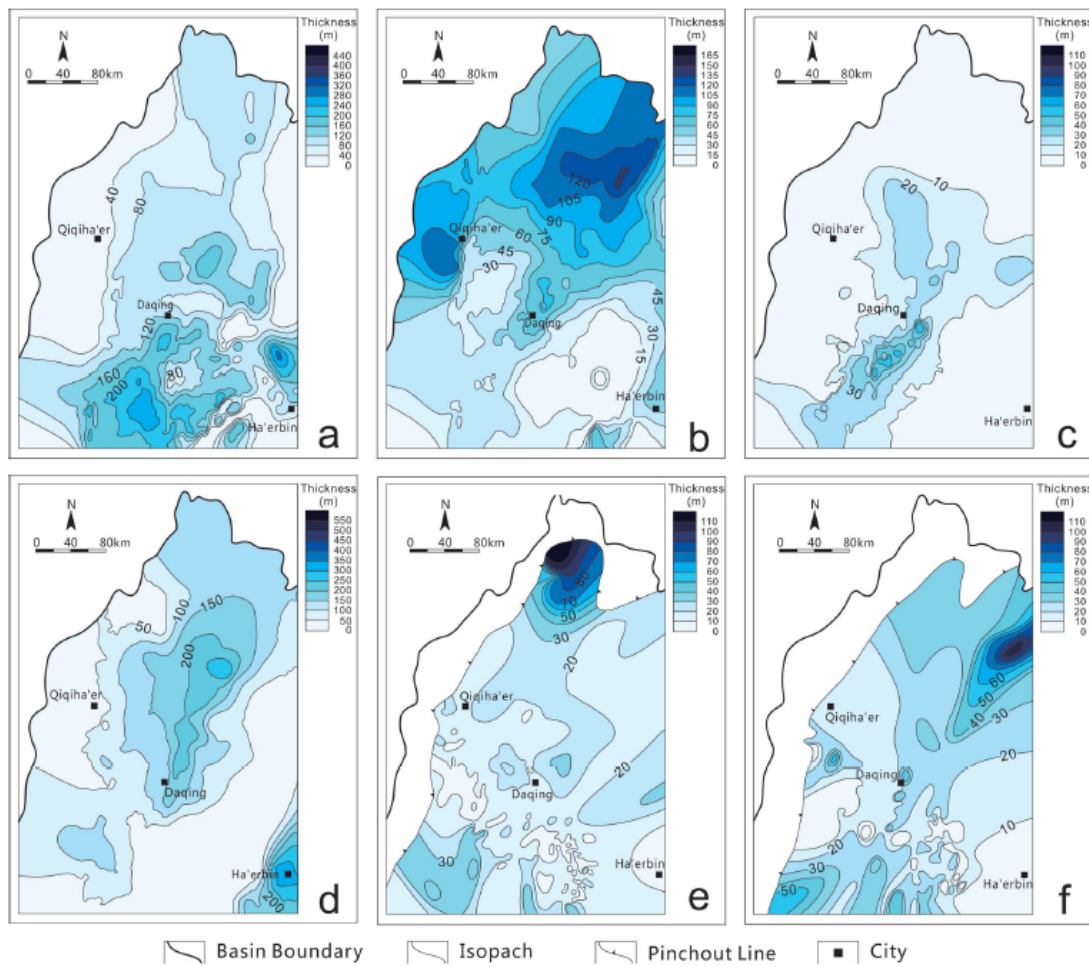 Thickness
(m)
N
0 40 80km
440
400
360
320
280
240
200
160
120
80
40
0
40
80
Qiqiha'er
Daqing
120
160
200
80
Ha'erbin
a
Thickness
(m)
N
0 40 80km
165
150
135
120
105
90
75
60
45
30
15
0
120
105
90
75
60
45
30
Qiqiha'er
Daqing
45
30
15
Ha'erbin
b
Thickness
(m)
N
0 40 80km
110
100
90
80
70
60
50
40
30
20
10
0
20
10
Qiqiha'er
Daqing
30
Ha'erbin
c
Thickness
(m)
N
0 40 80km
550
500
450
400
350
300
250
200
150
100
50
0
150
100
50
200
Qiqiha'er
Daqing
Ha'erbin
200
d
Thickness
(m)
N
0 40 80km
110
100
90
80
70
60
50
40
30
20
10
0
80
70
50
30
20
Qiqiha'er
20
Daqing
30
Ha'erbin
e
Thickness
(m)
N
0 40 80km
110
100
90
80
70
60
50
40
30
20
10
0
60
50
40
30
Qiqiha'er
20
Daqing
10
20
30
50
Ha'erbin
f
Basin Boundary Isopach Pinchout Line City